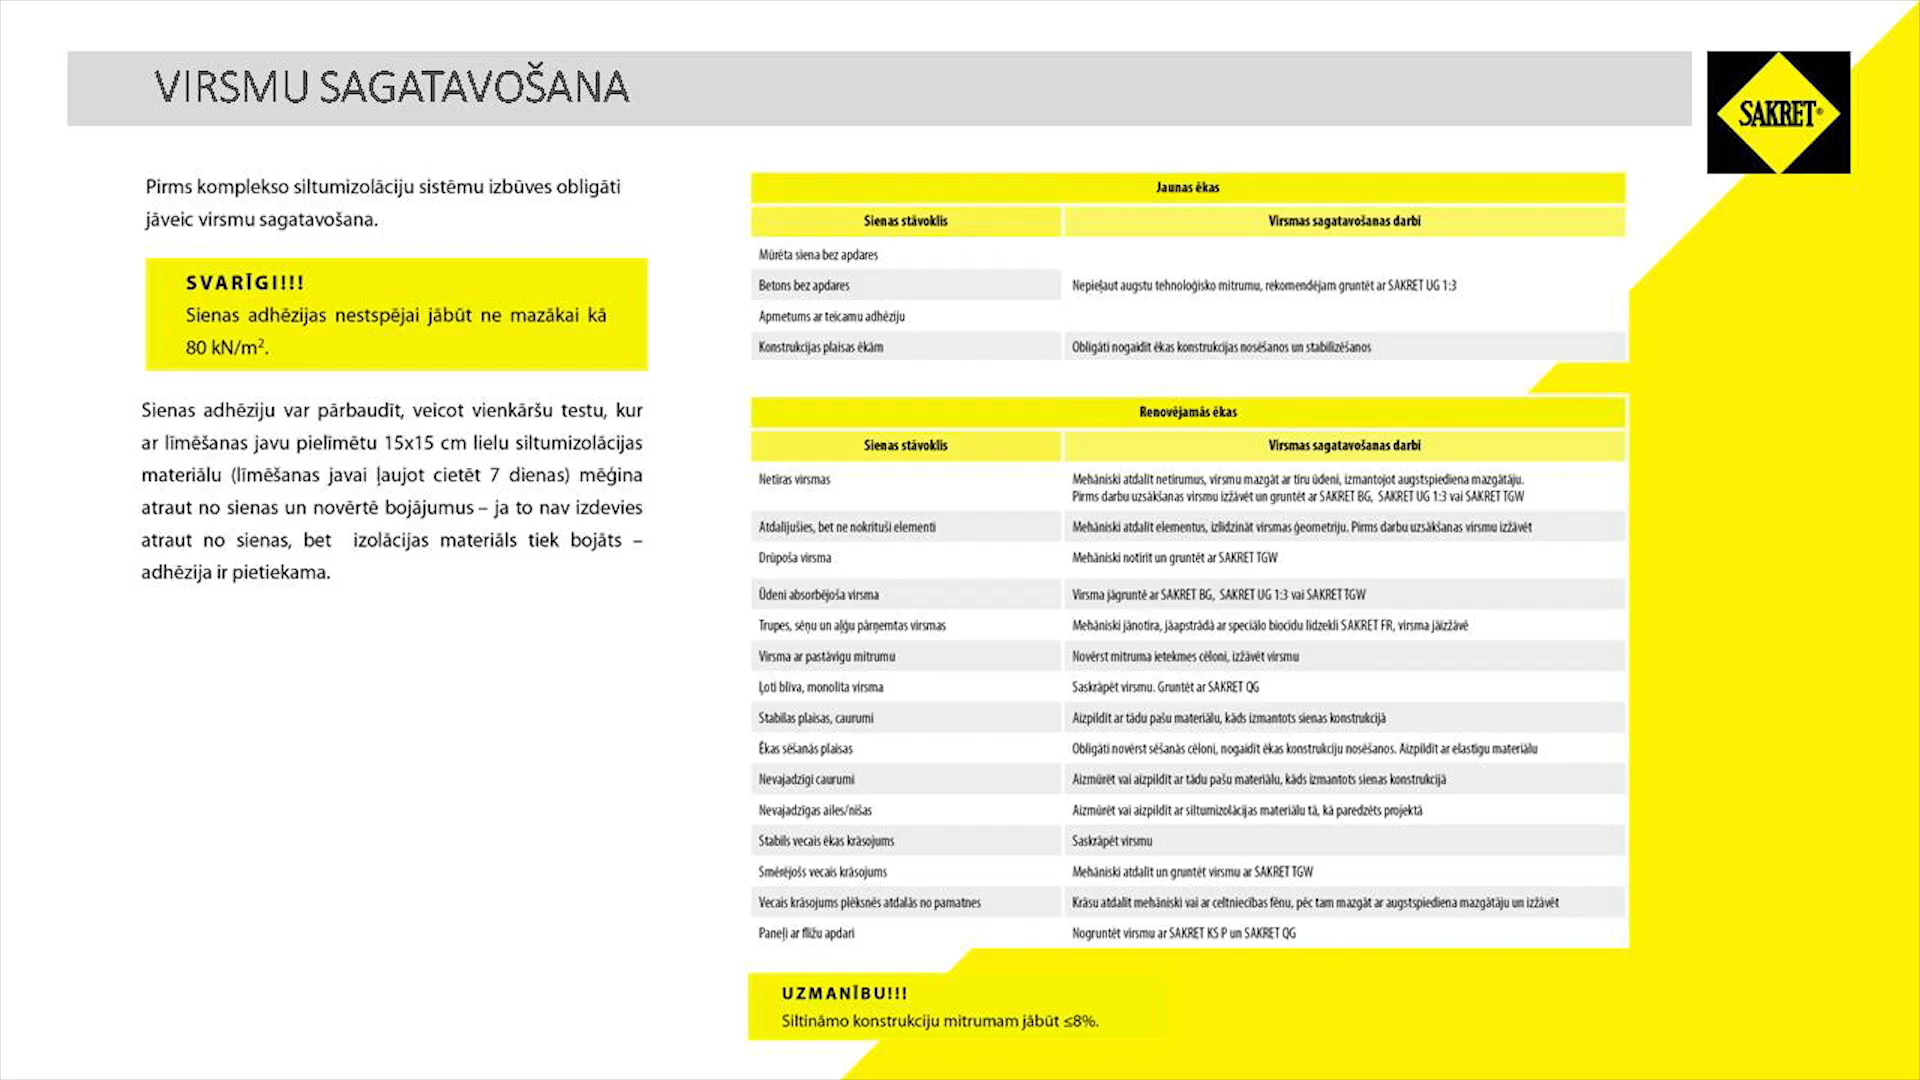 VIRSMU SAGATAVOŠANA
SAKRET®
Pirms komplekso siltumizolāciju sistēmu izbūves obligāti
jāveic virsmu sagatavošana.
SVARĪGI!!!
Sienas adhēzijas nestspējai jābūt ne mazākai kā
80 kN/m².
Sienas adhēziju var pārbaudīt, veicot vienkāršu testu, kur
ar līmēšanas javu pielīmētu 15x15 cm lielu siltumizolācijas
materiālu (līmēšanas javai ļaujot cietēt 7 dienas) mēģina
atraut no sienas un novērtē bojājumus – ja to nav izdevies
atraut no sienas, bet izolācijas materiāls tiek bojāts –
adhēzija ir pietiekama.
Jaunas ēkas
Sienas stāvoklis Virsmas sagatavošanas darbi
Mūrēta siena bez apdares
Betons bez apdares Nepieļaut augstu tehnoloģisko mitrumu, rekomendējam gruntēt ar SAKRET UG 1:3
Apmetums ar teicamu adhēziju
Konstrukcijas plaisas ēkām Obligāti nogaidīt ēkas konstrukcijas nosēšanos un stabilizēšanos
Renovējamās ēkas
Sienas stāvoklis Virsmas sagatavošanas darbi
Netīras virsmas Mehāniski atdalīt netīrumus, virsmu mazgāt ar tīru ūdeni, izmantojot augstspiediena mazgātāju.
Pirms darbu uzsākšanas virsmu izžāvēt un gruntēt ar SAKRET BG, SAKRET UG 1:3 vai SAKRET TGW
Atdalījušies, bet ne nokrituši elementi Mehāniski atdalīt elementus, izlīdzināt virsmas ģeometriju. Pirms darbu uzsākšanas virsmu izžāvēt
Drūpoša virsma Mehāniski notīrīt un gruntēt ar SAKRET TGW
Ūdeni absorbējoša virsma Virsma jāgruntē ar SAKRET BG, SAKRET UG 1:3 vai SAKRET TGW
Trupes, sēņu un aļģu pārņemtas virsmas Mehāniski jānotīra, jāapstrādā ar speciālo biocīdu līdzekli SAKRET FR, virsma jāizžāvē
Virsma ar pastāvīgu mitrumu Novērst mitruma ietekmes cēloni, izžāvēt virsmu
Ļoti blīva, monolīta virsma Saskrāpēt virsmu. Gruntēt ar SAKRET QG
Stabilas plaisas, caurumi Aizpildīt ar tādu pašu materiālu, kāds izmantots sienas konstrukcijā
Ēkas sēšanās plaisas Obligāti novērst sēšanās cēloni, nogaidīt ēkas konstrukciju nosēšanos. Aizpildīt ar elastīgu materiālu
Nevajadzīgi caurumi Aizmūrēt vai aizpildīt ar tādu pašu materiālu, kāds izmantots sienas konstrukcijā
Nevajadzīgas ailes/nišas Aizmūrēt vai aizpildīt ar siltumizolācijas materiālu tā, kā paredzēts projektā
Stabils vecais ēkas krāsojums Saskrāpēt virsmu
Smērējošs vecais krāsojums Mehāniski atdalīt un gruntēt virsmu ar SAKRET TGW
Vecais krāsojums plēksnēs atdalās no pamatnes Krāsu atdalīt mehāniski vai ar celtniecības fēnu, pēc tam mazgāt ar augstspiediena mazgātāju un izžāvēt
Paneļi ar flīžu apdari Nogruntēt virsmu ar SAKRET KS P un SAKRET QG
UZMANĪBU!!!
Siltināmo konstrukciju mitrumam jābūt ≤8%.